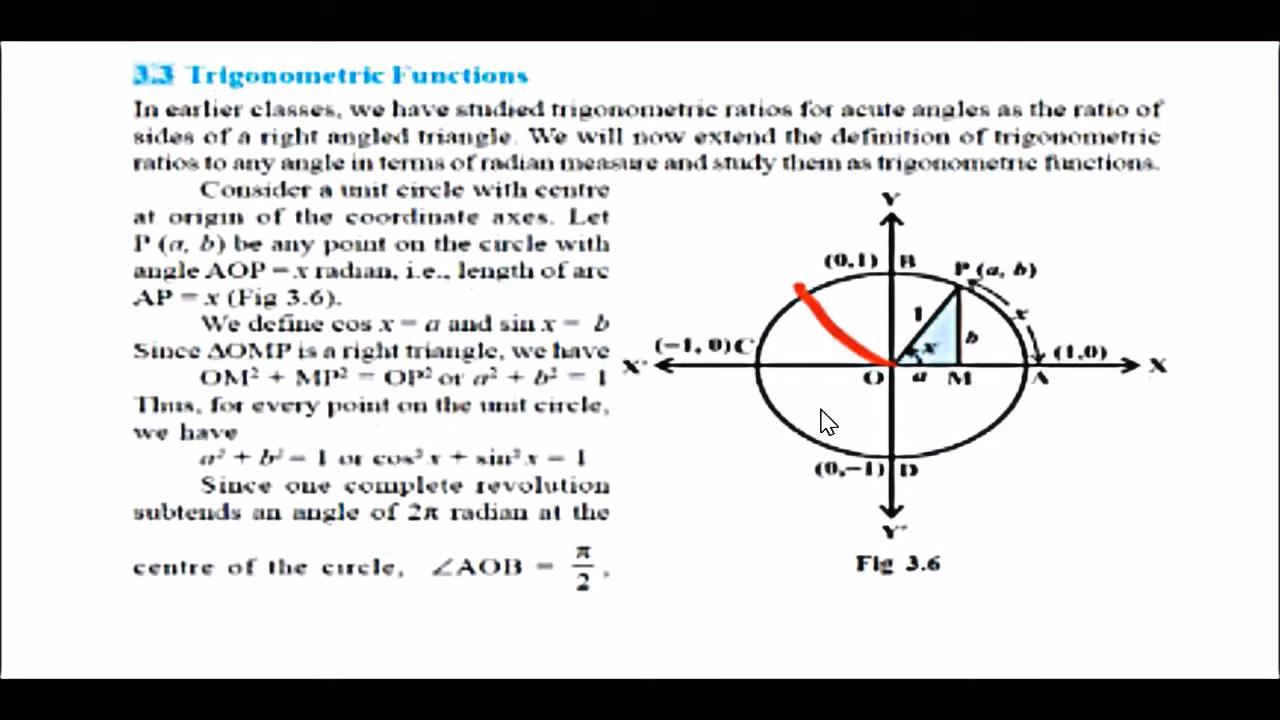 3.3 Trigonometric Functions
In earlier classes, we have studied trigonometric ratios for acute angles as the ratio of
sides of a right angled triangle. We will now extend the definition of trigonometric
ratios to any angle in terms of radian measure and study them as trigonometric functions.
Consider a unit circle with centre
at origin of the coordinate axes. Let
P (a, b) be any point on the circle with
angle AOP = x radian, i.e., length of arc
AP = x (Fig 3.6).
We define cos x = a and sin x = b
Since ΔOMP is a right triangle, we have
OM² + MP² = OP² or a² + b² = 1
Thus, for every point on the unit circle,
we have
a² + b² = 1 or cos² x + sin² x = 1
Since one complete revolution
subtends an angle of 2π radian at the
centre of the circle, ∠AOB = π/2,
Y
(0,1) B
P (a, b)
1
x
x
b
(−1, 0) C
(1,0)
X'
O
a
M
A
X
(0,−1) D
Y'
Fig 3.6